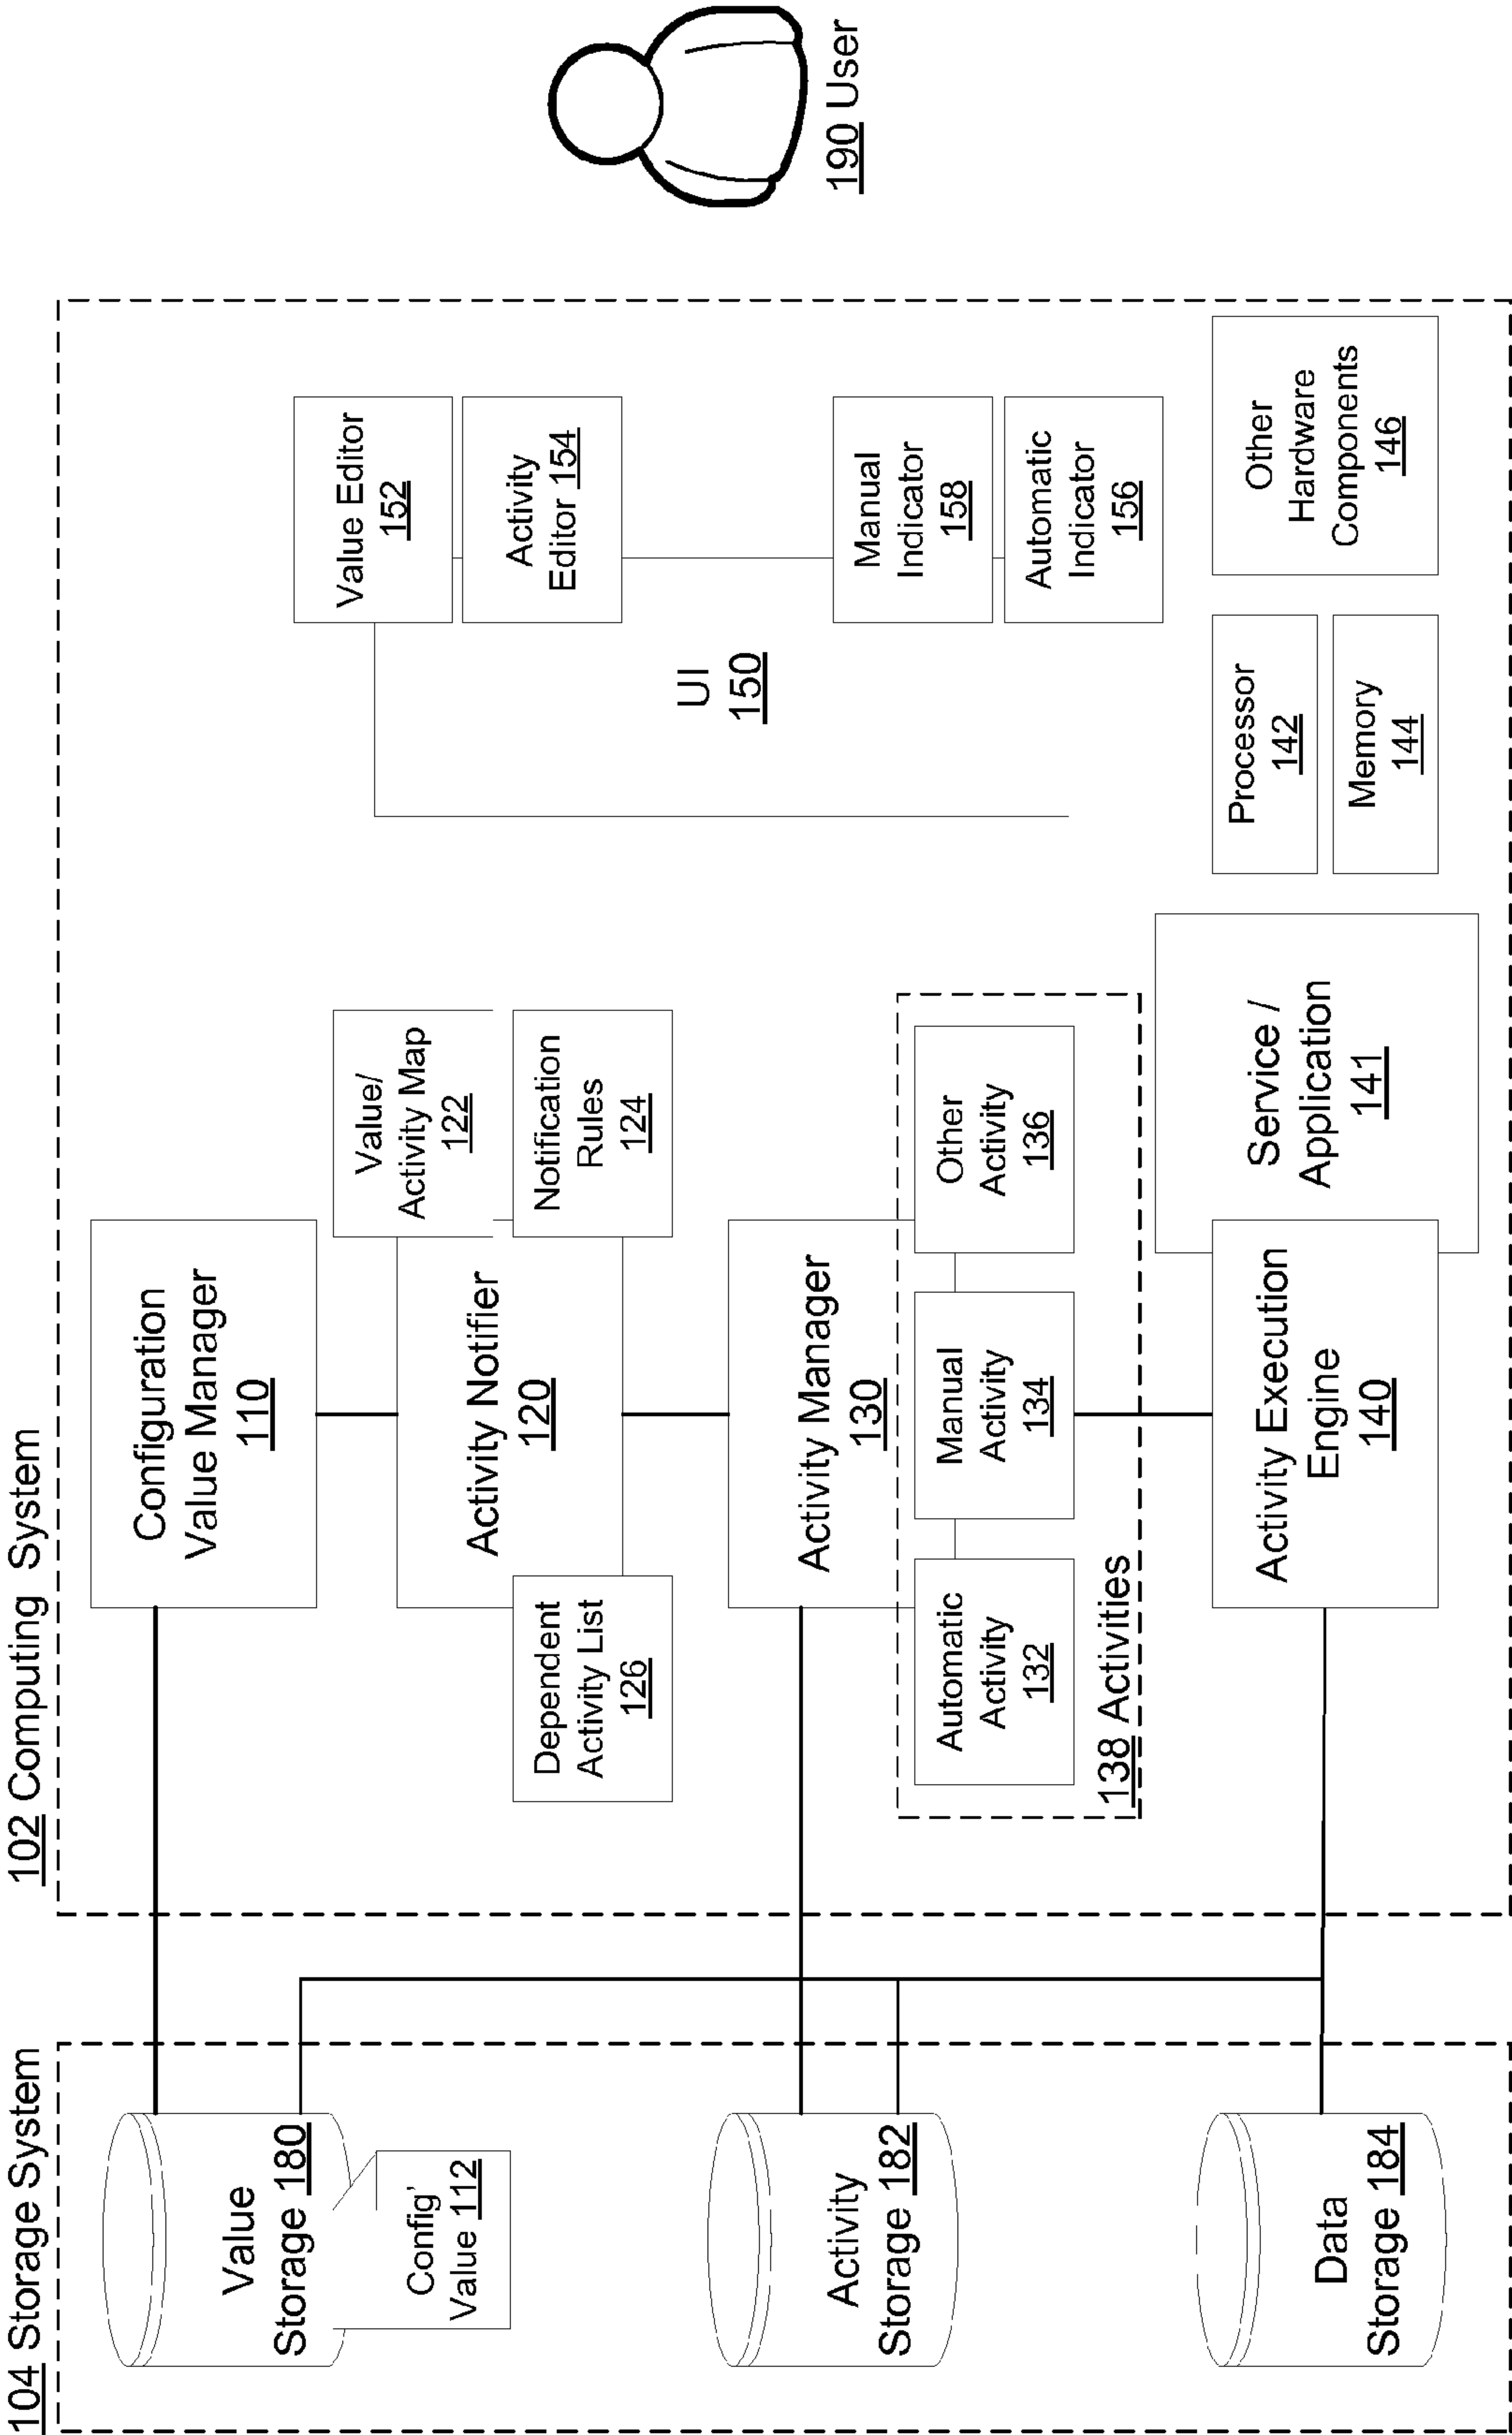 104 Storage System
Value
Storage 180
Config’
Value 112
Activity
Storage 182
Data
Storage 184
102 Computing System
Configuration
Value Manager
110
Activity Notifier
120
Value/
Activity Map
122
Notification
Rules
124
Dependent
Activity List
126
Activity Manager
130
Automatic
Activity
132
Manual
Activity
134
Other
Activity
136
138 Activities
Activity Execution
Engine
140
Service /
Application
141
UI
150
Value Editor
152
Activity
Editor 154
Manual
Indicator
158
Automatic
Indicator
156
Processor
142
Memory
144
Other
Hardware
Components
146
190 User